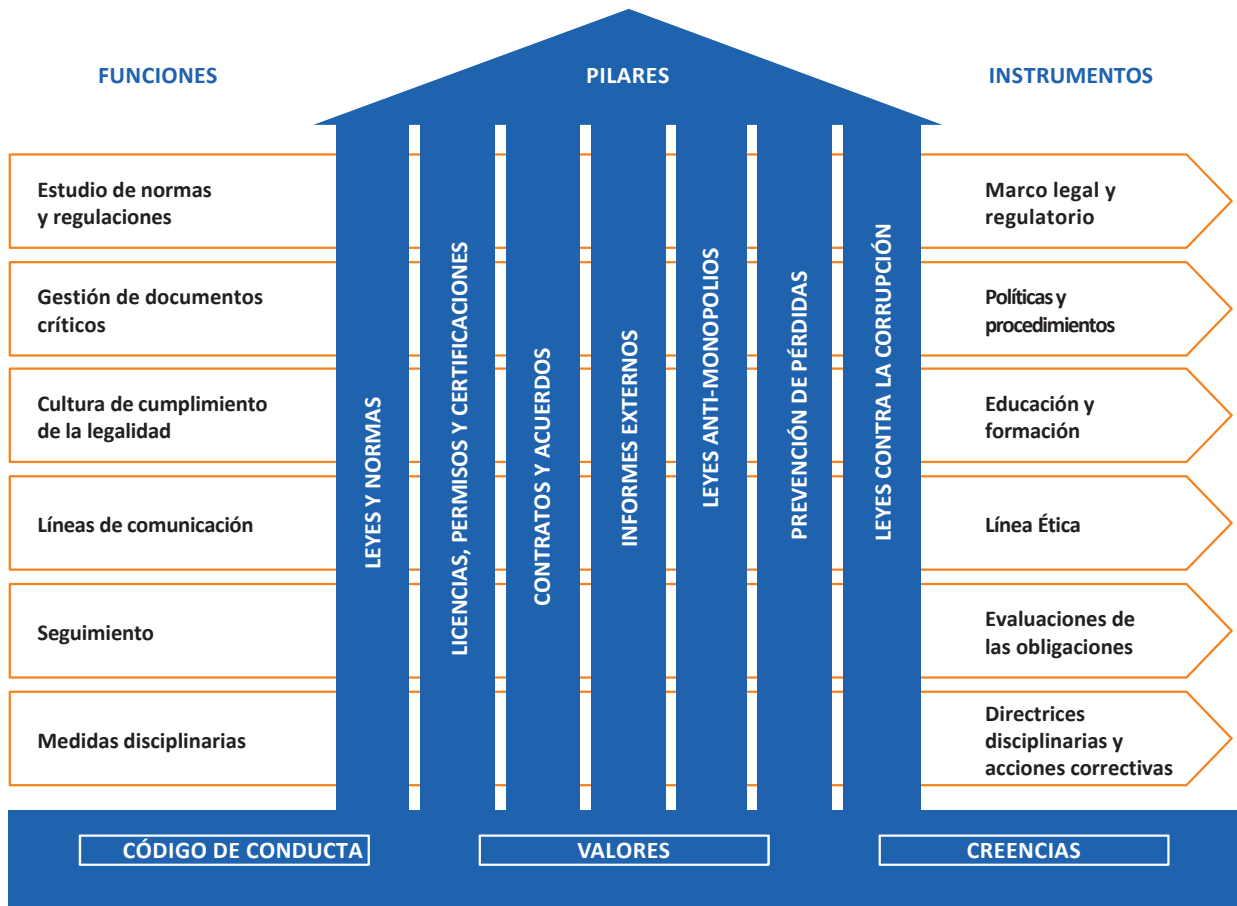 FUNCIONES
PILARES
INSTRUMENTOS
Estudio de normas
y regulaciones
Marco legal y
regulatorio
Gestión de documentos
críticos
Políticas y
procedimientos
Cultura de cumplimiento
de la legalidad
Educación y
formación
Líneas de comunicación
Línea Ética
Seguimiento
Evaluaciones de
las obligaciones
Medidas disciplinarias
Directrices
disciplinarias y
acciones correctivas
LEYES Y NORMAS
LICENCIAS, PERMISOS Y CERTIFICACIONES
CONTRATOS Y ACUERDOS
INFORMES EXTERNOS
LEYES ANTI-MONOPOLIOS
PREVENCIÓN DE PÉRDIDAS
LEYES CONTRA LA CORRUPCIÓN
CÓDIGO DE CONDUCTA
VALORES
CREENCIAS